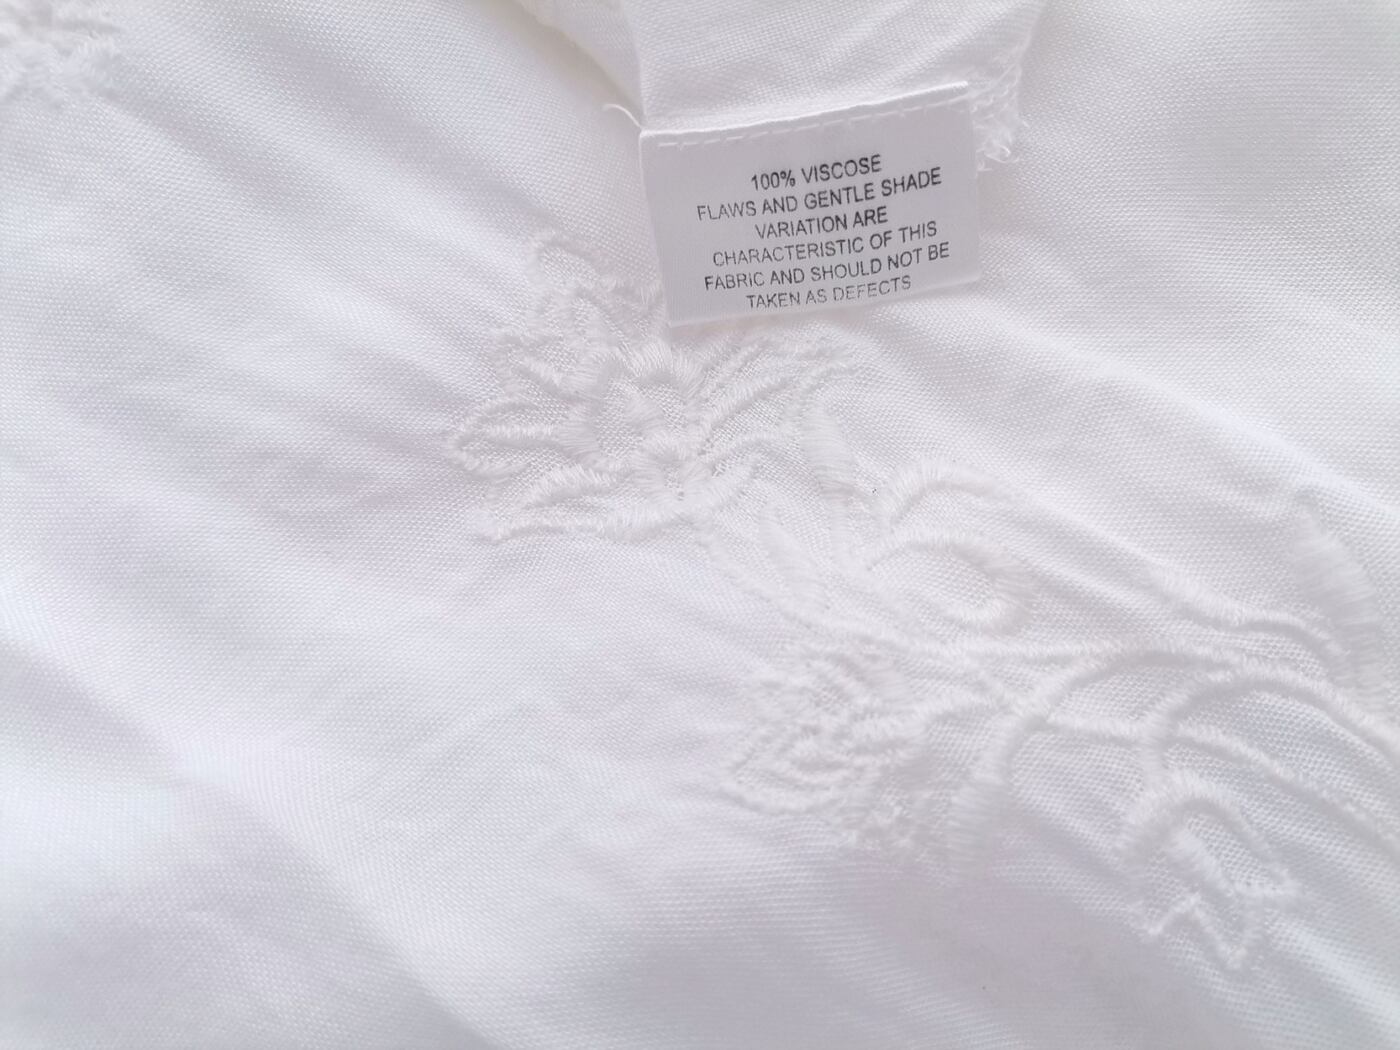 100% VISCOSE
FLAWS AND GENTLE SHADE
VARIATION ARE
CHARACTERISTIC OF THIS
FABRIC AND SHOULD NOT BE
TAKEN AS DEFECTS